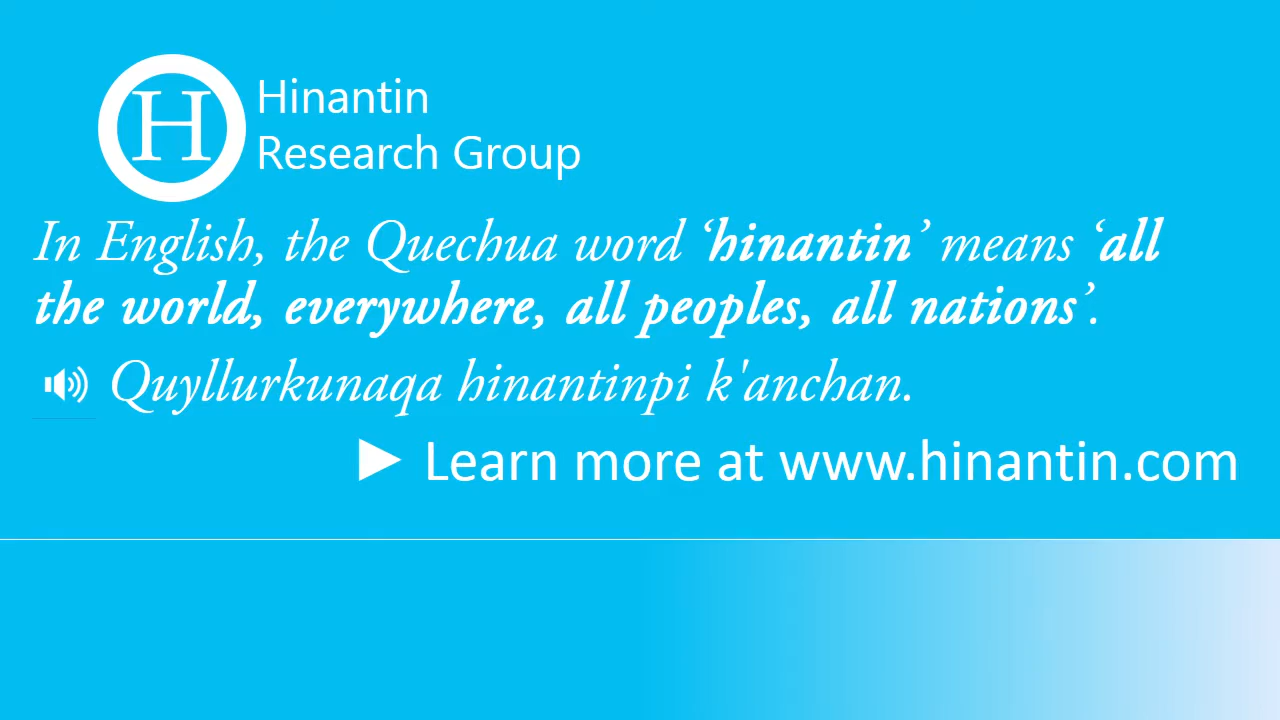 H
Hinantin
Research Group
In English, the Quechua word ‘hinantin’ means ‘all
the world, everywhere, all peoples, all nations’.
Quyllurkunaqa hinantinpi k'anchan.
► Learn more at www.hinantin.com